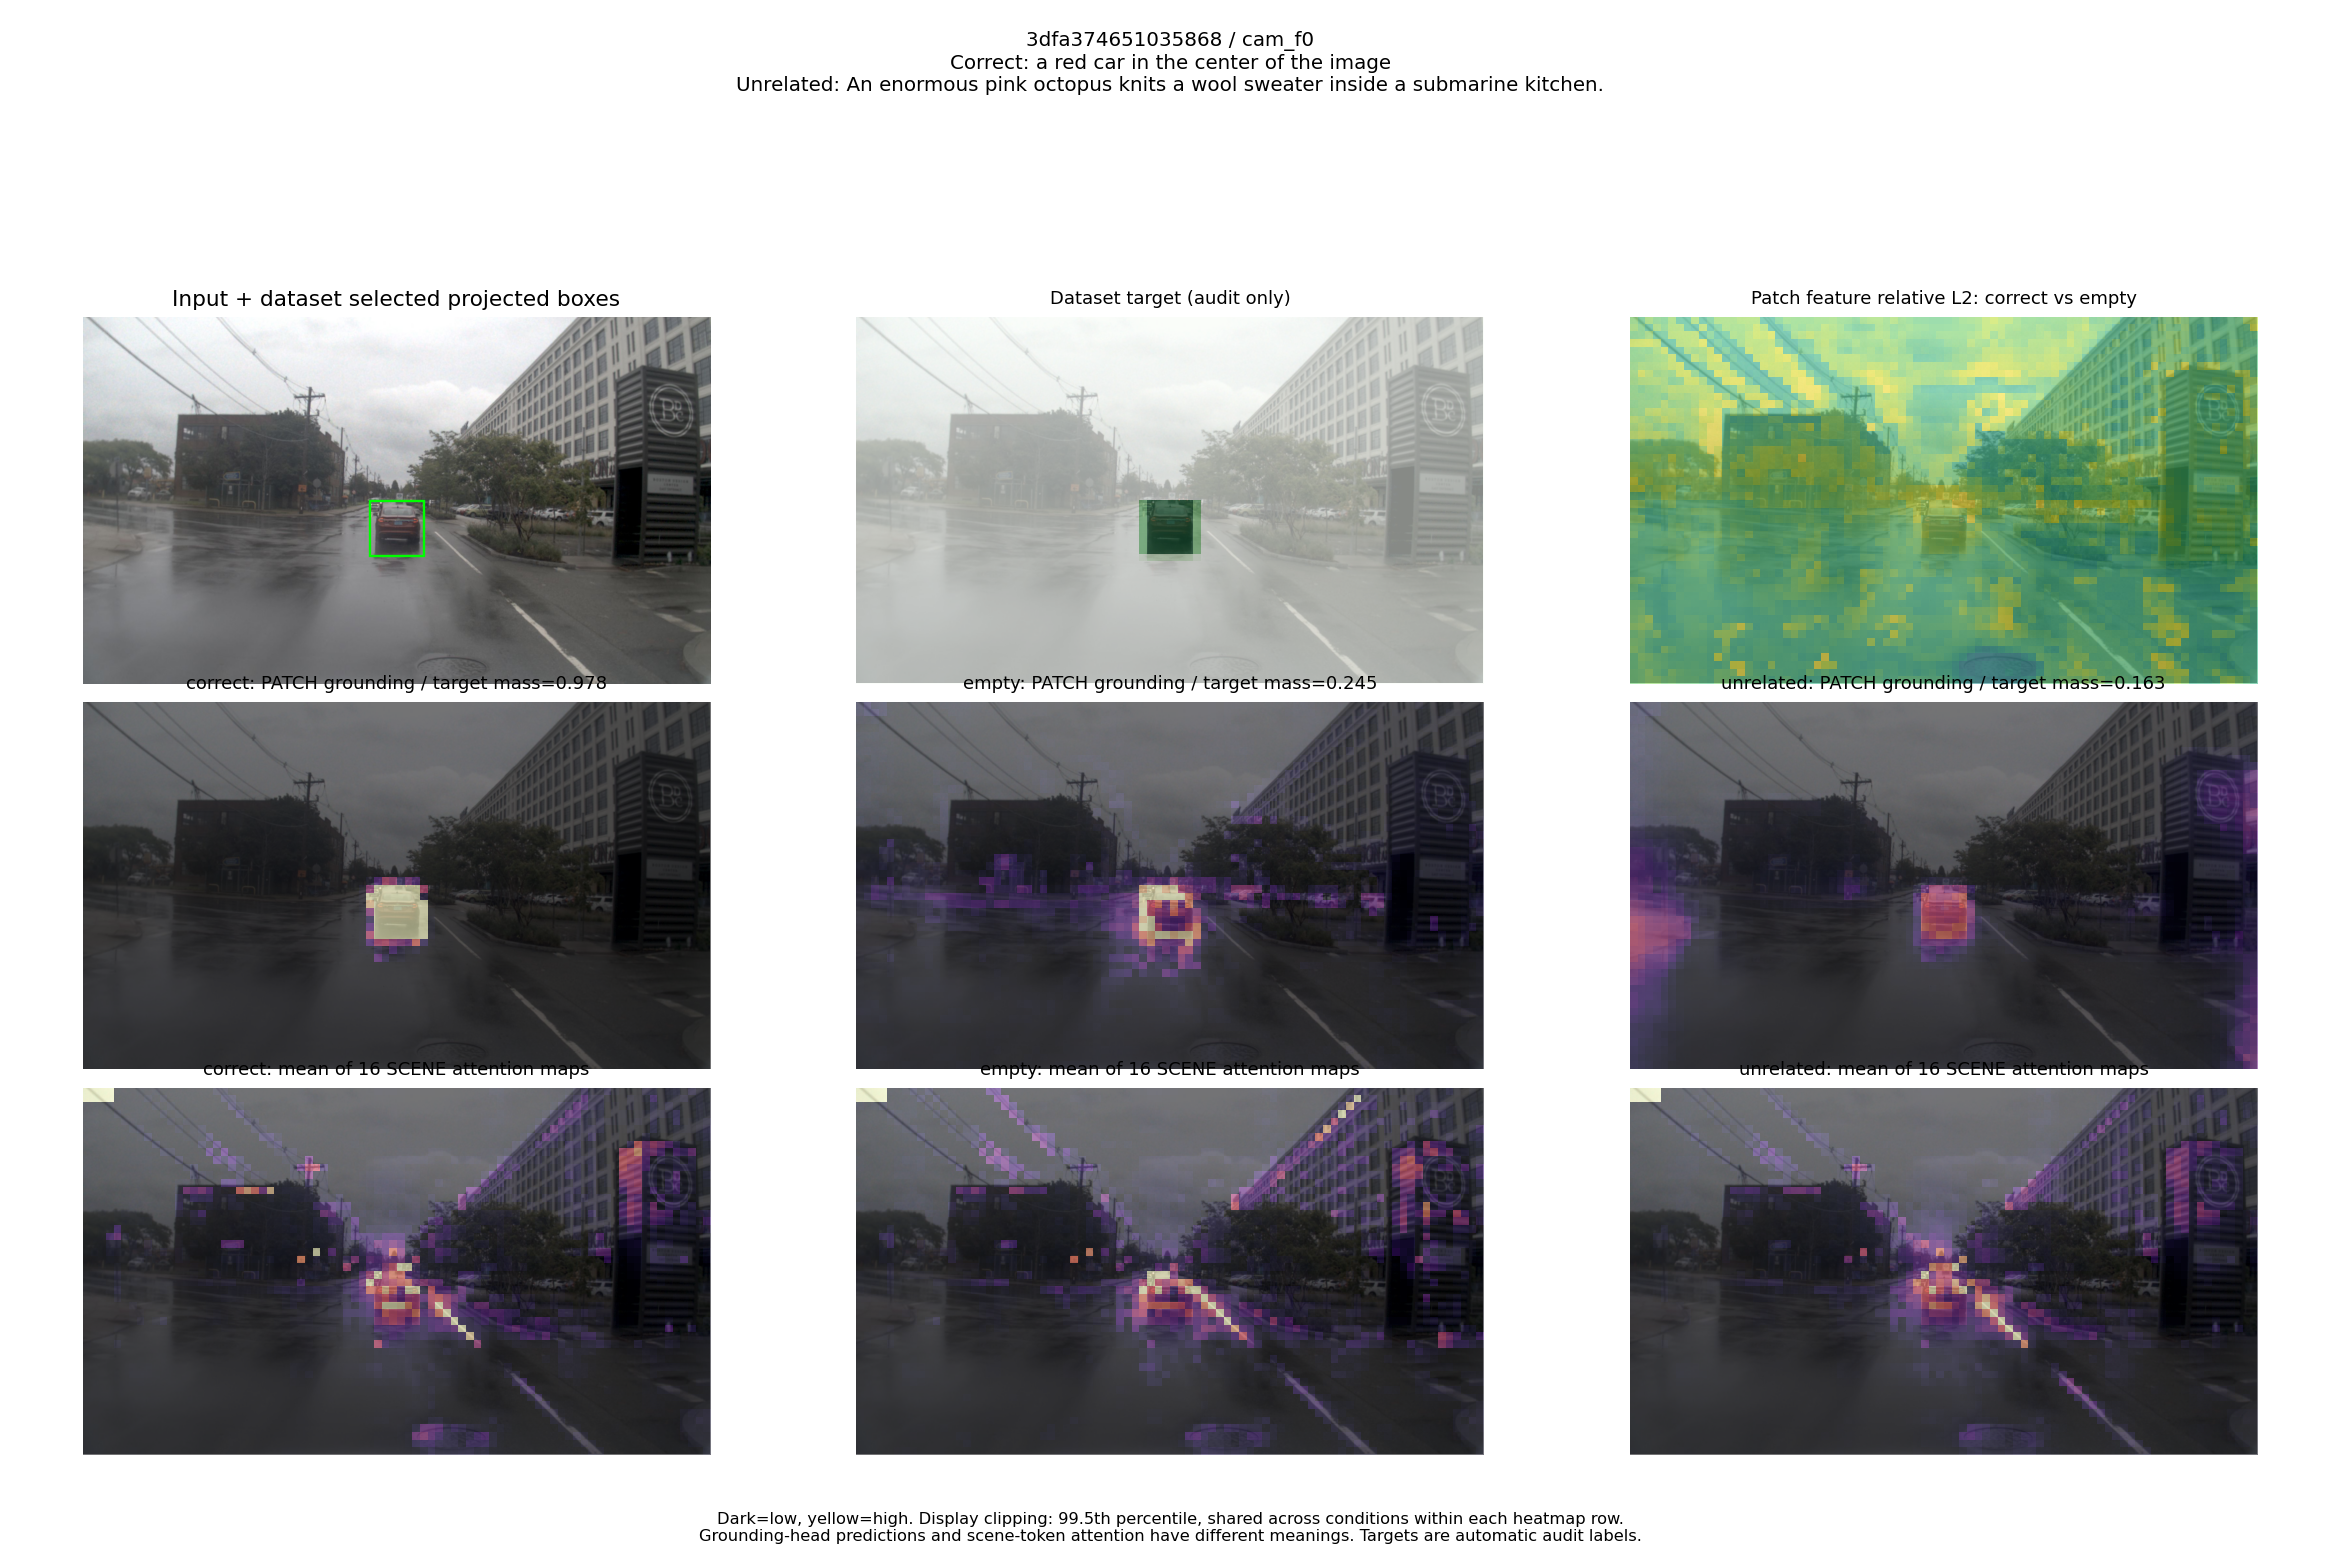 3dfa374651035868 / cam_f0
Correct: a red car in the center of the image
Unrelated: An enormous pink octopus knits a wool sweater inside a submarine kitchen.
Input + dataset selected projected boxes
Dataset target (audit only)
Patch feature relative L2: correct vs empty
correct: PATCH grounding / target mass=0.978
empty: PATCH grounding / target mass=0.245
unrelated: PATCH grounding / target mass=0.163
correct: mean of 16 SCENE attention maps
empty: mean of 16 SCENE attention maps
unrelated: mean of 16 SCENE attention maps
Dark=low, yellow=high. Display clipping: 99.5th percentile, shared across conditions within each heatmap row.
Grounding-head predictions and scene-token attention have different meanings. Targets are automatic audit labels.